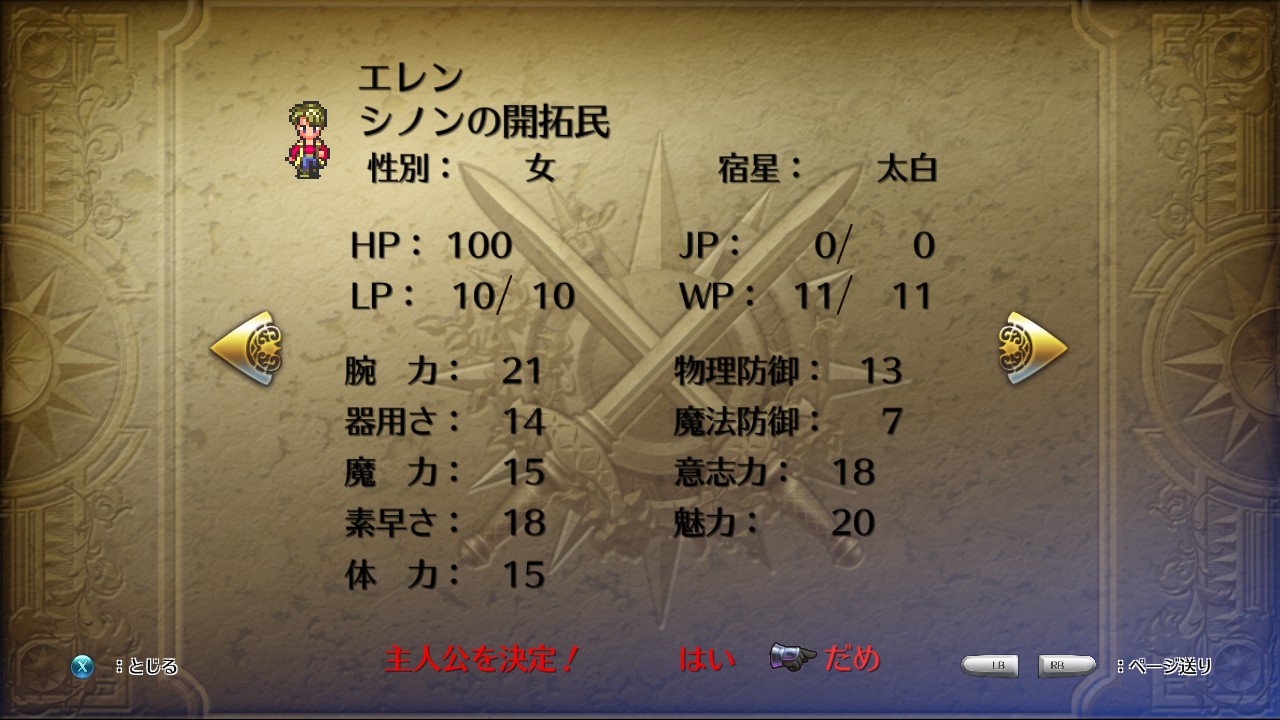 エレン
シノンの開拓民
性別： 女 宿星： 太白
HP： 100 JP： 0/ 0
LP： 10/ 10 WP： 11/ 11
腕 力： 21 物理防御： 13
器用さ： 14 魔法防御： 7
魔 力： 15 意志力： 18
素早さ： 18 魅力： 20
体 力： 15
主人公を決定！ はい だめ
X ：とじる LB RB ：ページ送り